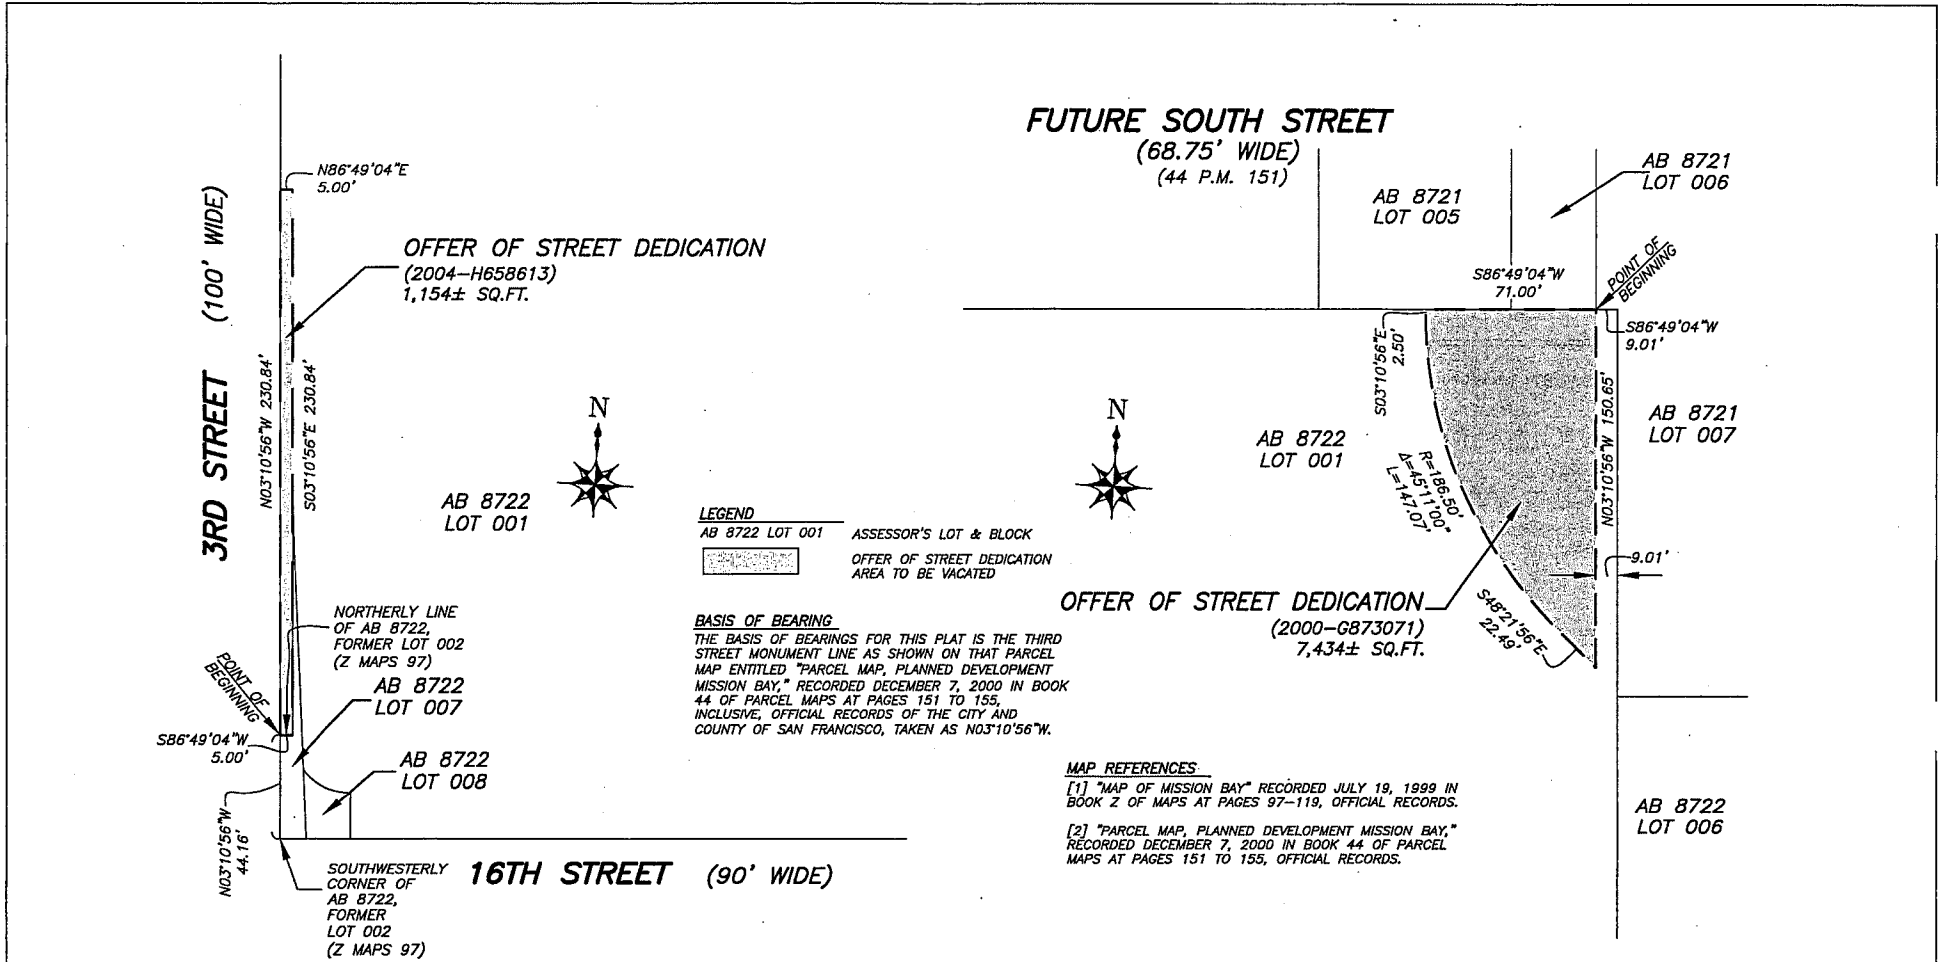 FUTURE SOUTH STREET
(68.75' WIDE)
(44 P.M. 151)
N86°49'04"E
5.00'
3RD STREET (100' WIDE)
OFFER OF STREET DEDICATION
(2004-H658613)
1,154± SQ.FT.
N03°10'56"W 230.84'
S03°10'56"E 230.84'
N
AB 8722
LOT 001
NORTHERLY LINE
OF AB 8722,
FORMER LOT 002
(Z MAPS 97)
POINT OF
BEGINNING
AB 8722
LOT 007
S86°49'04"W
5.00'
AB 8722
LOT 008
N03°10'56"W
44.16'
SOUTHWESTERLY
CORNER OF
AB 8722,
FORMER
LOT 002
(Z MAPS 97)
16TH STREET (90' WIDE)
LEGEND
AB 8722 LOT 001 ASSESSOR'S LOT & BLOCK
OFFER OF STREET DEDICATION
AREA TO BE VACATED
BASIS OF BEARING
THE BASIS OF BEARINGS FOR THIS PLAT IS THE THIRD
STREET MONUMENT LINE AS SHOWN ON THAT PARCEL
MAP ENTITLED "PARCEL MAP, PLANNED DEVELOPMENT
MISSION BAY," RECORDED DECEMBER 7, 2000 IN BOOK
44 OF PARCEL MAPS AT PAGES 151 TO 155,
INCLUSIVE, OFFICIAL RECORDS OF THE CITY AND
COUNTY OF SAN FRANCISCO, TAKEN AS N03°10'56"W.
AB 8721
LOT 005
AB 8721
LOT 006
S86°49'04"W
71.00'
POINT OF
BEGINNING
S86°49'04"W
9.01'
S03°10'56"E
2.50'
N
AB 8722
LOT 001
R=186.50'
Δ=45°11'00"
L=147.07'
N03°10'56"W 150.65'
AB 8721
LOT 007
9.01'
OFFER OF STREET DEDICATION
(2000-G873071)
7,434± SQ.FT.
S48°21'56"E
22.49'
MAP REFERENCES
[1] "MAP OF MISSION BAY" RECORDED JULY 19, 1999 IN
BOOK Z OF MAPS AT PAGES 97-119, OFFICIAL RECORDS.
[2] "PARCEL MAP, PLANNED DEVELOPMENT MISSION BAY,"
RECORDED DECEMBER 7, 2000 IN BOOK 44 OF PARCEL
MAPS AT PAGES 151 TO 155, OFFICIAL RECORDS.
AB 8722
LOT 006